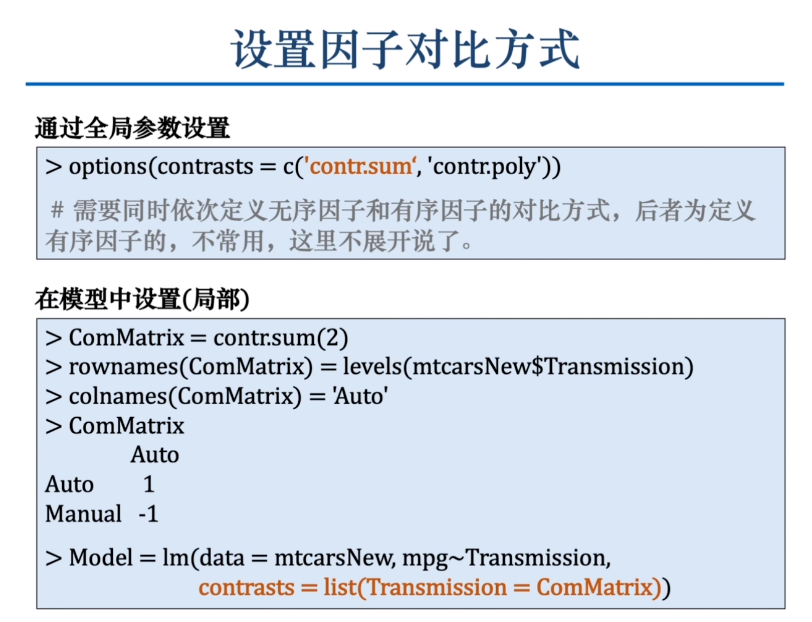 设置因子对比方式
通过全局参数设置
> options(contrasts = c('contr.sum‘, 'contr.poly'))
# 需要同时依次定义无序因子和有序因子的对比方式，后者为定义
有序因子的，不常用，这里不展开说了。
在模型中设置(局部)
> ComMatrix = contr.sum(2)
> rownames(ComMatrix) = levels(mtcarsNew$Transmission)
> colnames(ComMatrix) = 'Auto'
> ComMatrix
Auto
Auto 1
Manual -1
> Model = lm(data = mtcarsNew, mpg~Transmission,
contrasts = list(Transmission = ComMatrix))